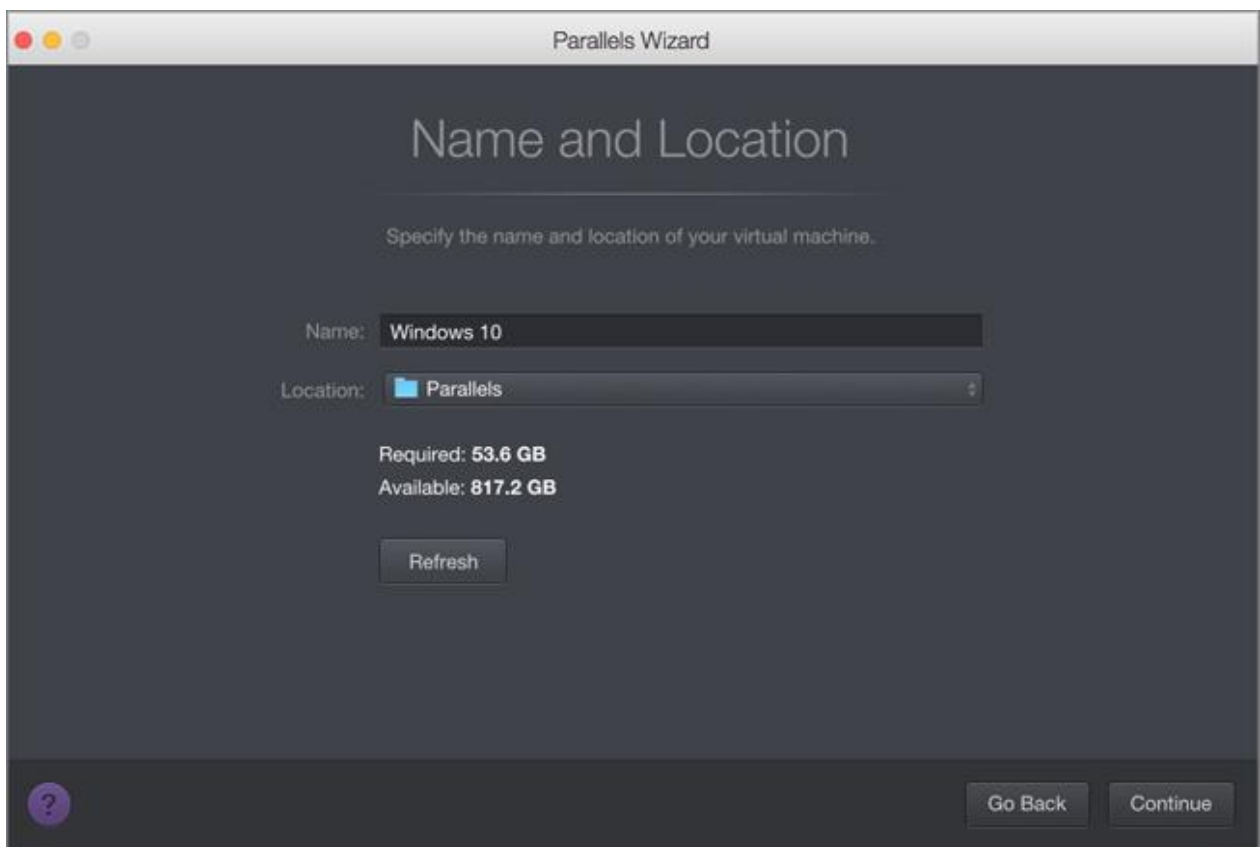 Parallels Wizard
Name and Location
Specify the name and location of your virtual machine.
Name: Windows 10
Location: Parallels
Required: 53.6 GB
Available: 817.2 GB
Refresh
? Go Back Continue